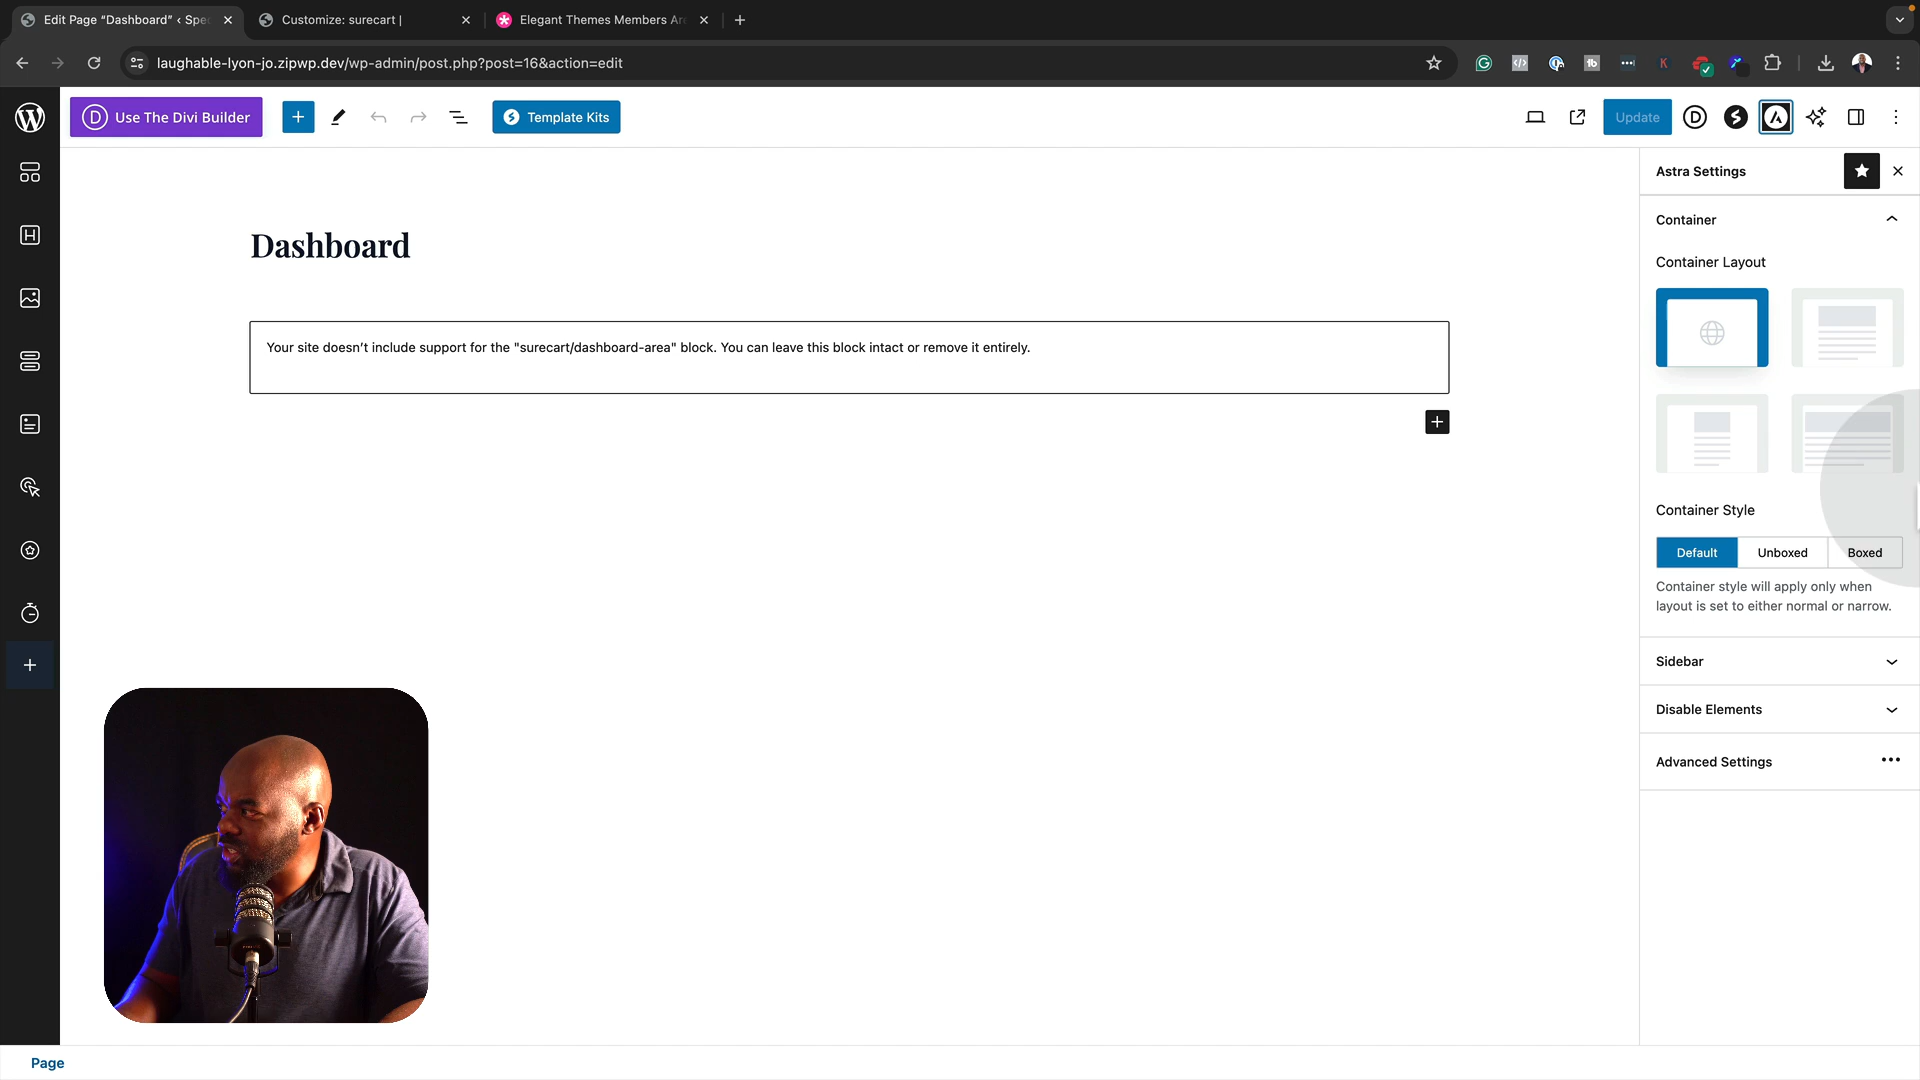 Edit Page “Dashboard” ‹ Spec
Customize: surecart |
Elegant Themes Members Are
laughable-lyon-jo.zipwp.dev/wp-admin/post.php?post=16&action=edit
Use The Divi Builder
Template Kits
Update
Astra Settings
Container
Container Layout
Dashboard
Your site doesn’t include support for the "surecart/dashboard-area" block. You can leave this block intact or remove it entirely.
Container Style
Default
Unboxed
Boxed
Container style will apply only when
layout is set to either normal or narrow.
Sidebar
Disable Elements
Advanced Settings
Page